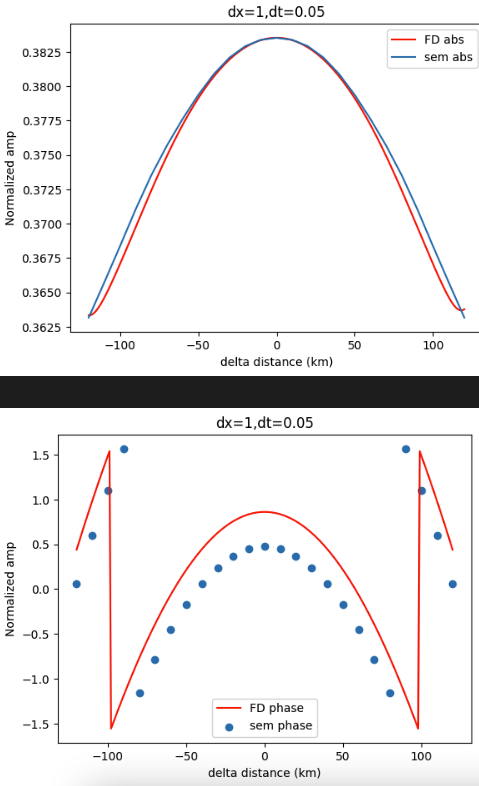 dx=1,dt=0.05
FD abs
sem abs
0.3825
0.3800
0.3775
0.3750
0.3725
0.3700
0.3675
0.3650
0.3625
Normalized amp
−100
−50
0
50
100
delta distance (km)
dx=1,dt=0.05
1.5
1.0
0.5
0.0
−0.5
−1.0
−1.5
Normalized amp
FD phase
sem phase
−100
−50
0
50
100
delta distance (km)